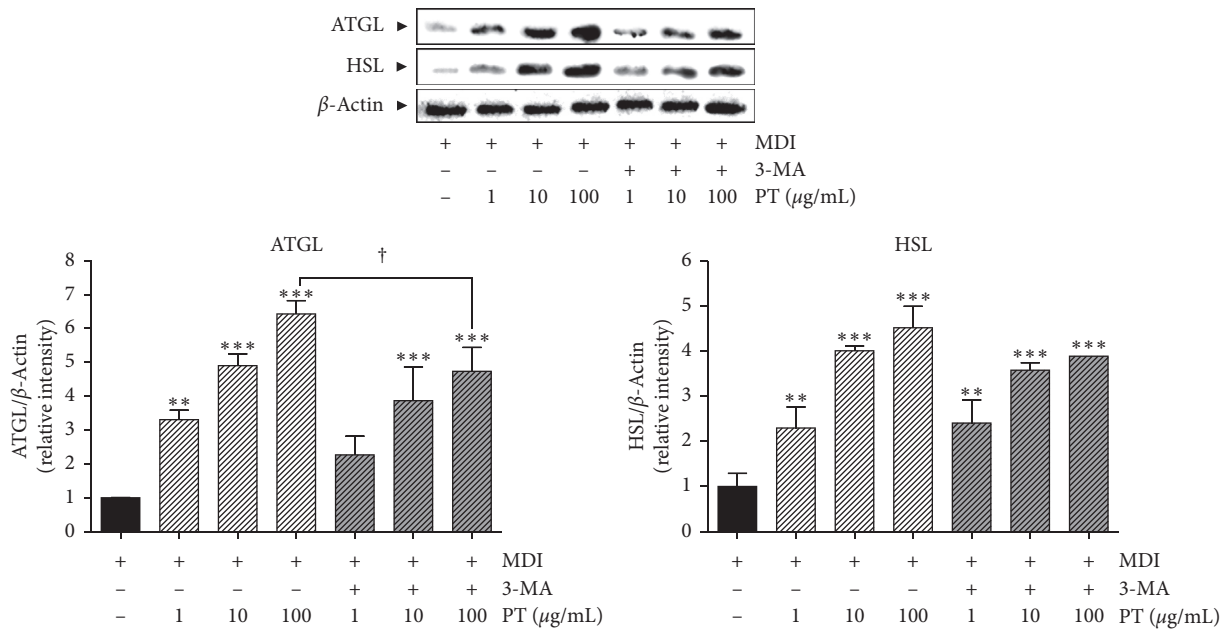 ATGL ►
HSL ►
β-Actin ►
+ + + + + + + MDI
– – – – + + + 3-MA
– 1 10 100 1 10 100 PT (μg/mL)
ATGL
†
8
7
6
5
4
3
2
1
0
ATGL/β-Actin
(relative intensity)
** *** *** *** ***
+ + + + + + + MDI
– – – – + + + 3-MA
– 1 10 100 1 10 100 PT (μg/mL)
HSL
6
5
4
3
2
1
0
HSL/β-Actin
(relative intensity)
** *** *** ** *** ***
+ + + + + + + MDI
– – – – + + + 3-MA
– 1 10 100 1 10 100 PT (μg/mL)